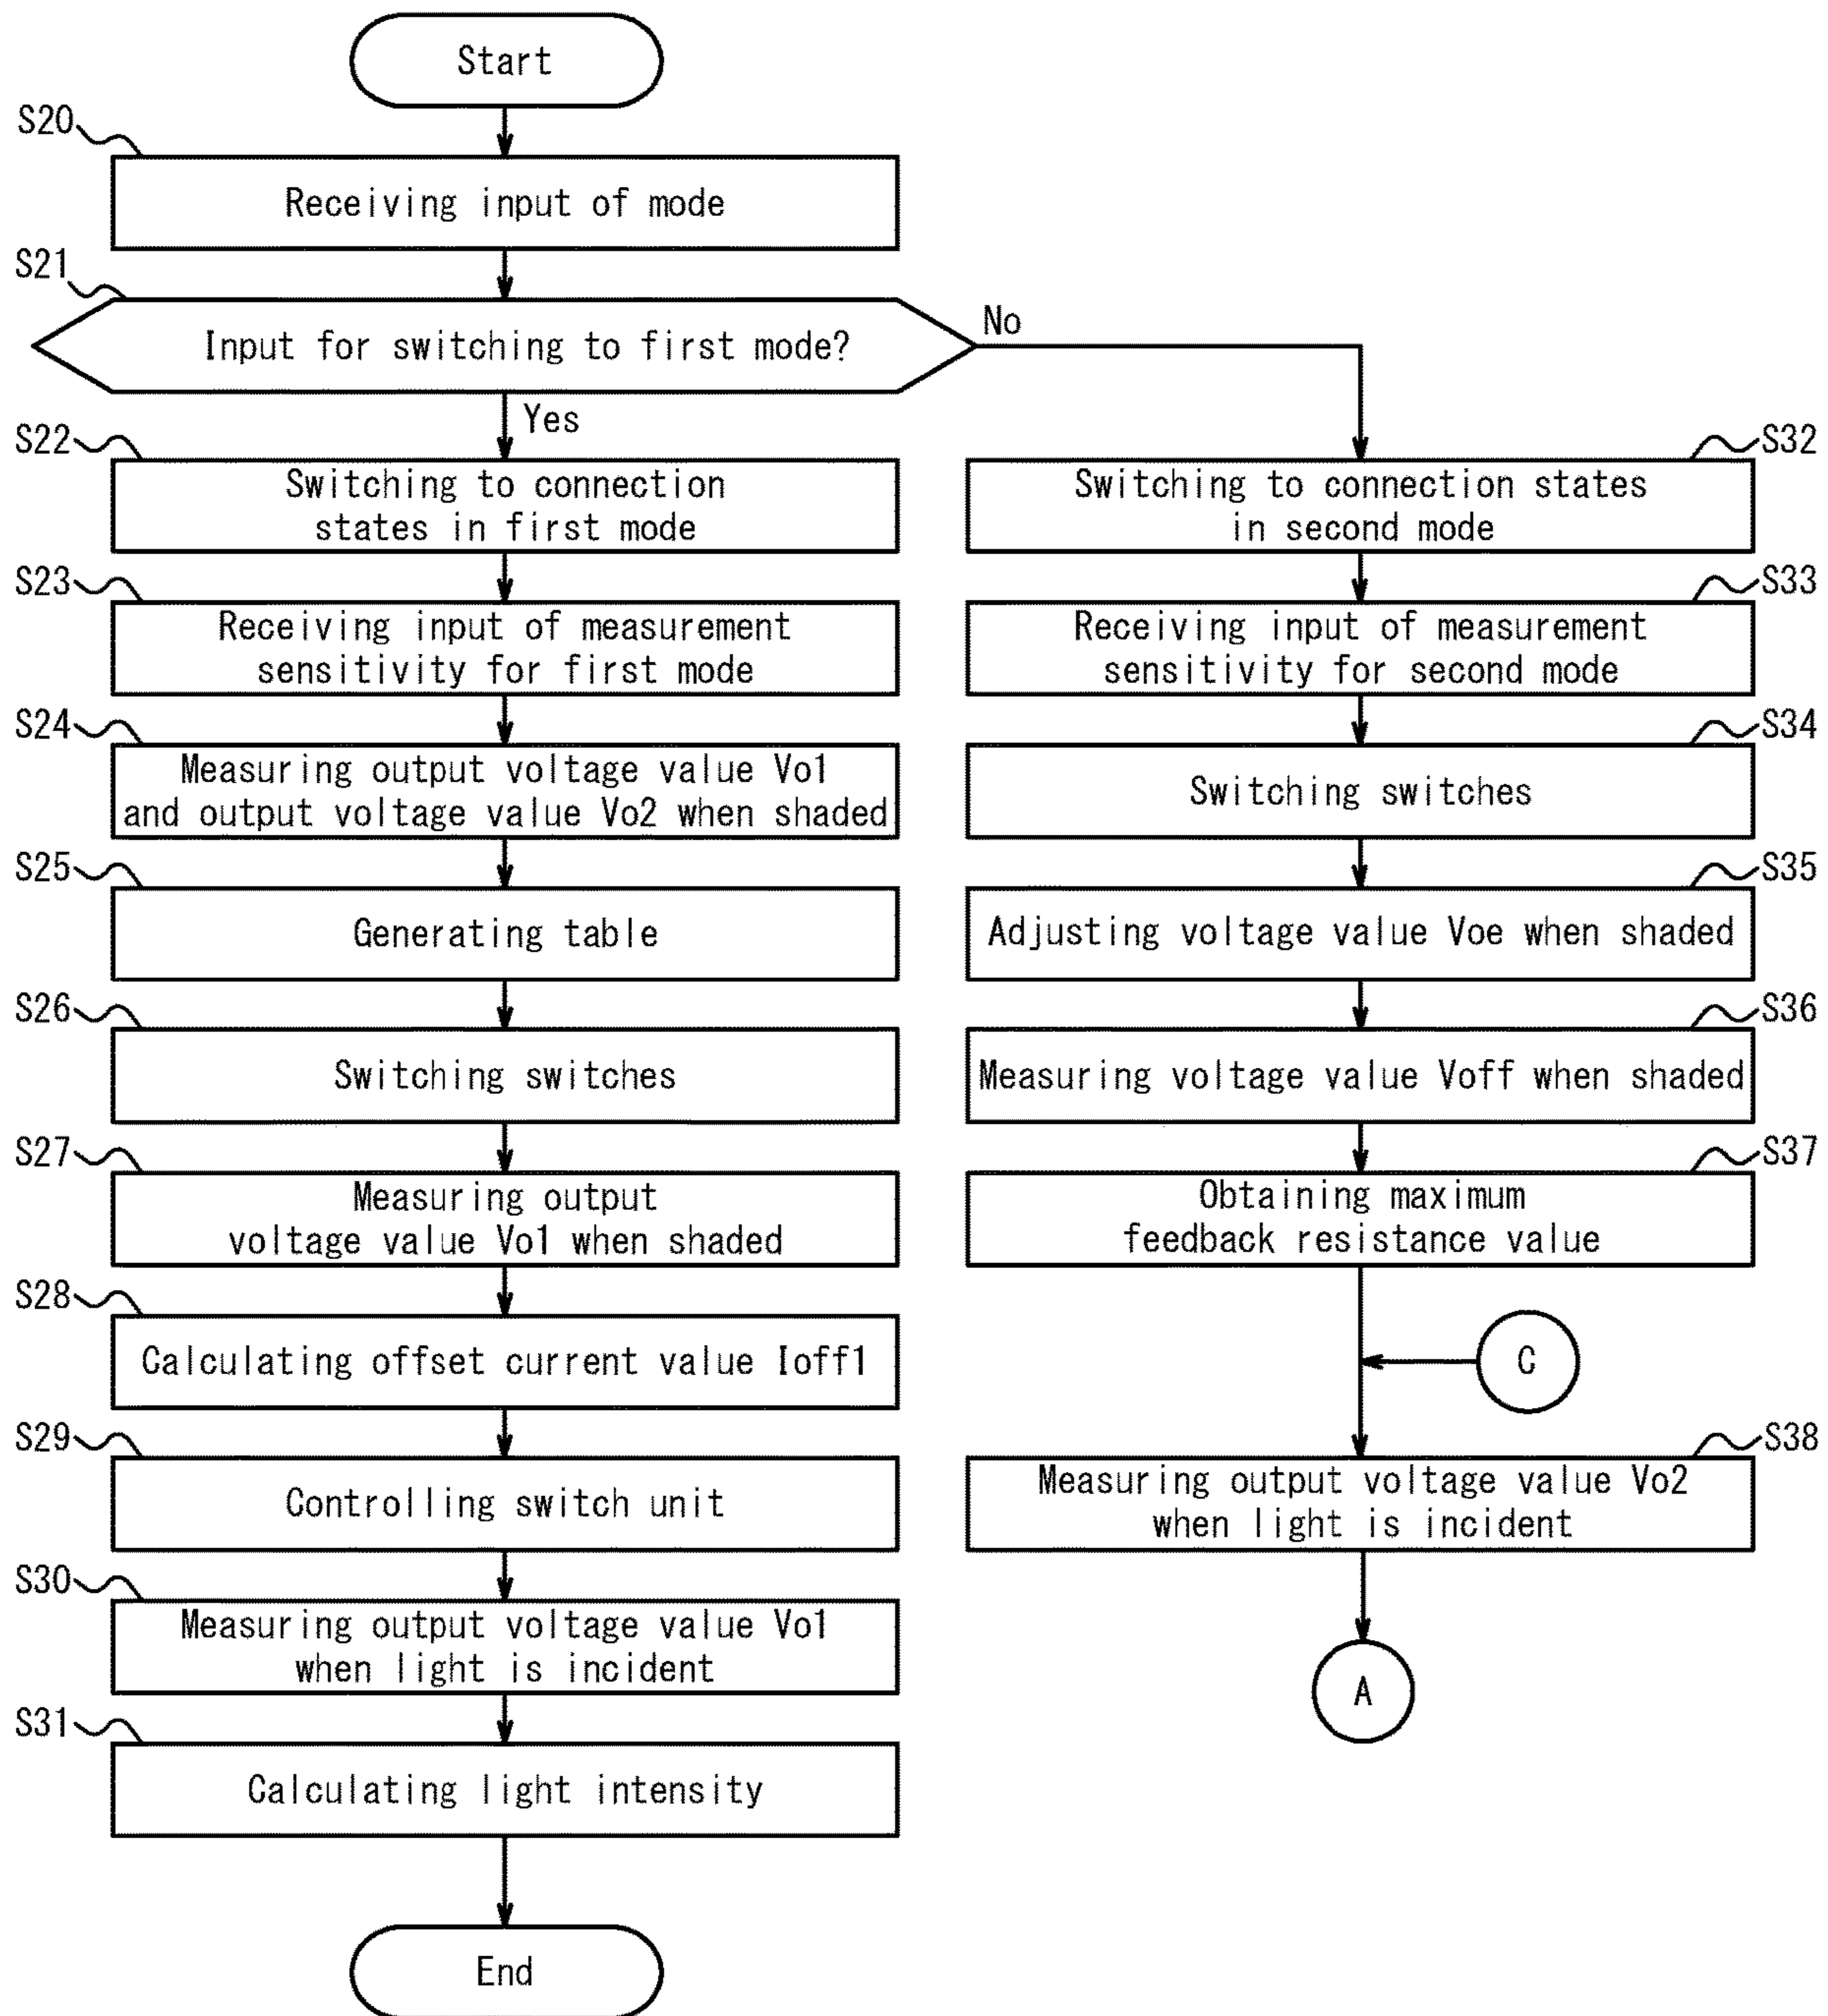 Start
S20
Receiving input of mode
S21
Input for switching to first mode?
No
Yes
S22
Switching to connection
states in first mode
S23
Receiving input of measurement
sensitivity for first mode
S24
Measuring output voltage value Vo1
and output voltage value Vo2 when shaded
S25
Generating table
S26
Switching switches
S27
Measuring output
voltage value Vo1 when shaded
S28
Calculating offset current value Ioff1
S29
Controlling switch unit
S30
Measuring output voltage value Vo1
when light is incident
S31
Calculating light intensity
End
S32
Switching to connection states
in second mode
S33
Receiving input of measurement
sensitivity for second mode
S34
Switching switches
S35
Adjusting voltage value Voe when shaded
S36
Measuring voltage value Voff when shaded
S37
Obtaining maximum
feedback resistance value
C
S38
Measuring output voltage value Vo2
when light is incident
A